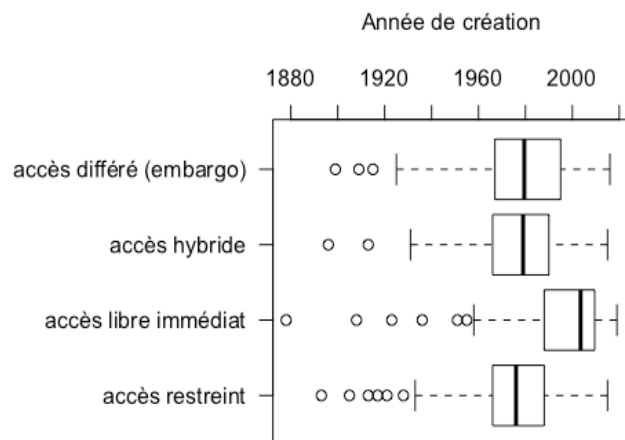 Année de création
1880 1920 1960 2000
accès différé (embargo)
accès hybride
accès libre immédiat
accès restreint